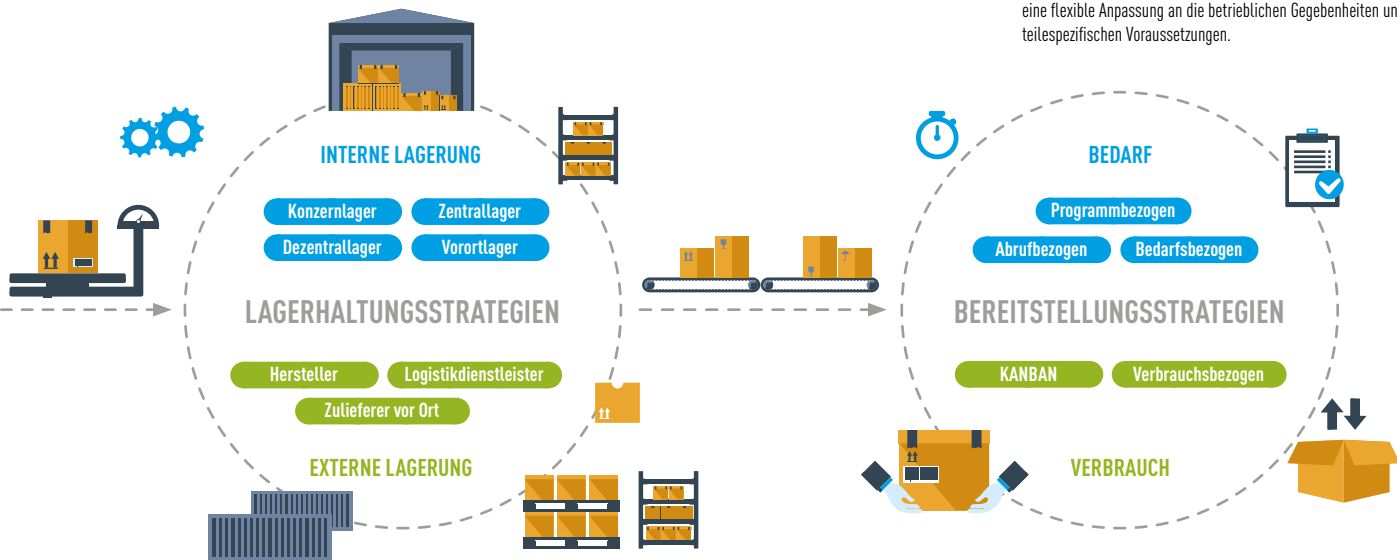 eine flexible Anpassung an die betrieblichen Gegebenheiten un
teilespezifischen Voraussetzungen.
INTERNE LAGERUNG
Konzernlager Zentrallager
Dezentrallager Vorortlager
LAGERHALTUNGSSTRATEGIEN
Hersteller Logistikdienstleister
Zulieferer vor Ort
EXTERNE LAGERUNG
BEDARF
Programmbezogen
Abrufbezogen Bedarfsbezogen
BEREITSTELLUNGSSTRATEGIEN
KANBAN Verbrauchsbezogen
VERBRAUCH